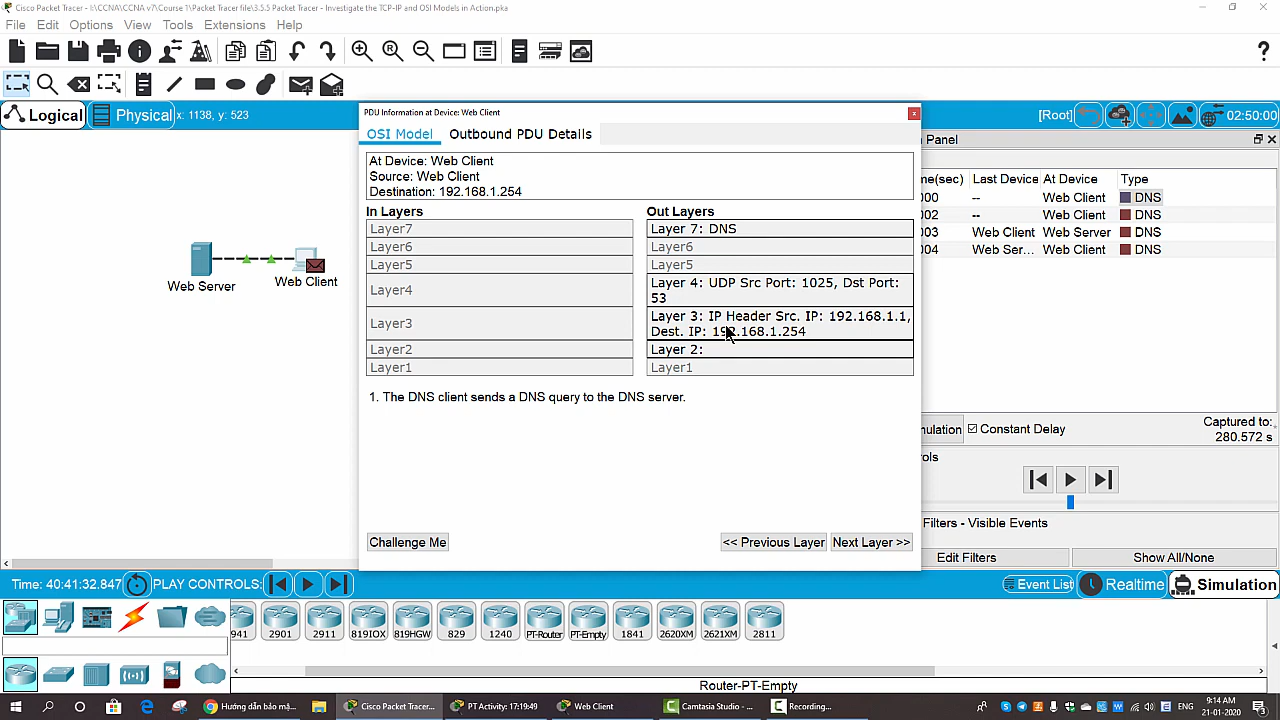 Cisco Packet Tracer - I:\CCNA\CCNA v7\Course 1\Packet Tracer file\3.5.5 Packet Tracer - Investigate the TCP-IP and OSI Models in Action.pka
File Edit Options View Tools Extensions Help
?
Logical Physical x: 1138, y: 523 [Root] 02:50:00
PDU Information at Device: Web Client x
Panel
OSI Model Outbound PDU Details
At Device: Web Client
Source: Web Client
Destination: 192.168.1.254
me(sec) Last Device At Device Type
000 -- Web Client DNS
002 -- Web Client DNS
003 Web Client Web Server DNS
004 Web Ser... Web Client DNS
In Layers Out Layers
Layer7 Layer 7: DNS
Layer6 Layer6
Layer5 Layer5
Layer4 Layer 4: UDP Src Port: 1025, Dst Port:
53
Layer3 Layer 3: IP Header Src. IP: 192.168.1.1,
Dest. IP: 192.168.1.254
Layer2 Layer 2:
Layer1 Layer1
Web Server Web Client
1. The DNS client sends a DNS query to the DNS server.
nulation Constant Delay Captured to:
280.572 s
ols
Filters - Visible Events
Challenge Me << Previous Layer Next Layer >>
Edit Filters Show All/None
Time: 40:41:32.847 PLAY CONTROLS: Event List Realtime Simulation
941 2901 2911 819IOX 819HGW 829 1240 PT-Router PT-Empty 1841 2620XM 2621XM 2811
Router-PT-Empty
Hướng dẫn bảo mậ... Cisco Packet Tracer... PT Activity: 17:19:49 Web Client Camtasia Studio - ... Recording...
9:14 AM
21-01-2020